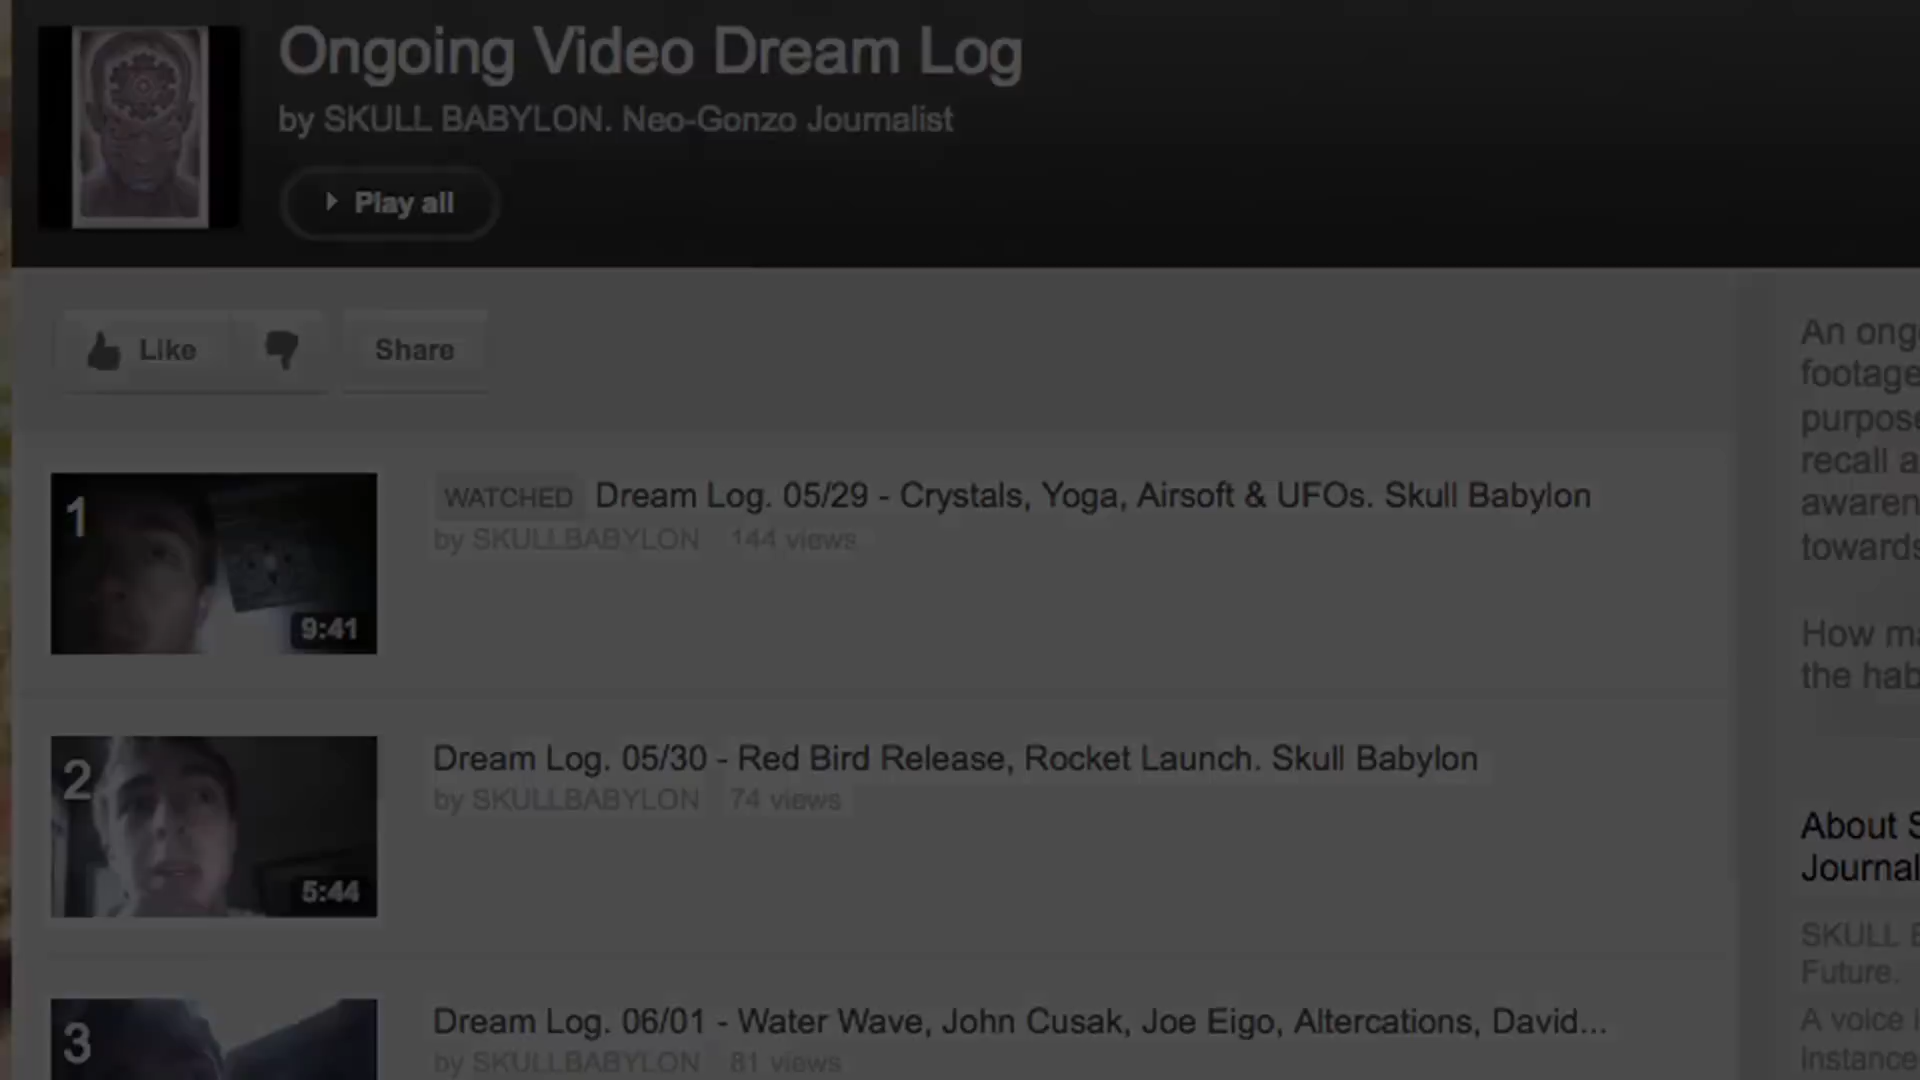 Ongoing Video Dream Log
by SKULL BABYLON. Neo-Gonzo Journalist
Play all
Like
Share
An ong
footage
purpose
recall a
awaren
towards
How ma
the hab
1
9:41
WATCHED Dream Log. 05/29 - Crystals, Yoga, Airsoft & UFOs. Skull Babylon
by SKULLBABYLON 144 views
2
5:44
Dream Log. 05/30 - Red Bird Release, Rocket Launch. Skull Babylon
by SKULLBABYLON 74 views
About S
Journal
SKULL B
Future.
A voice i
instance
3
Dream Log. 06/01 - Water Wave, John Cusak, Joe Eigo, Altercations, David...
by SKULLBABYLON 81 views